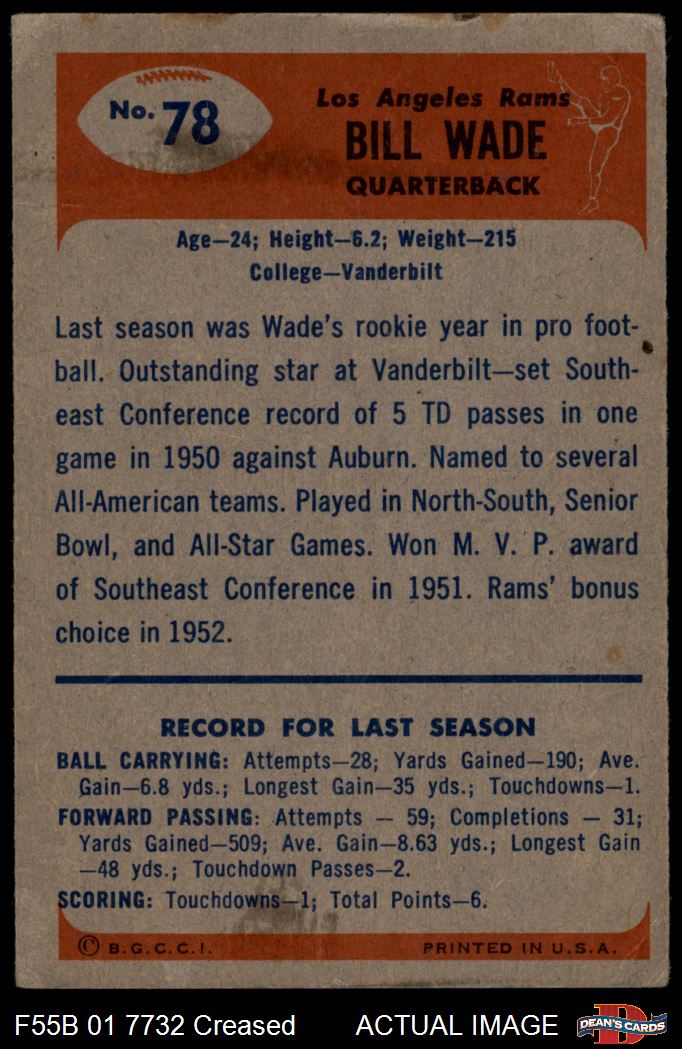 No. 78
Los Angeles Rams
BILL WADE
QUARTERBACK
Age—24; Height—6.2; Weight—215
College—Vanderbilt
Last season was Wade's rookie year in pro foot-
ball. Outstanding star at Vanderbilt—set South-
east Conference record of 5 TD passes in one
game in 1950 against Auburn. Named to several
All-American teams. Played in North-South, Senior
Bowl, and All-Star Games. Won M. V. P. award
of Southeast Conference in 1951. Rams' bonus
choice in 1952.
RECORD FOR LAST SEASON
BALL CARRYING: Attempts—28; Yards Gained—190; Ave.
Gain—6.8 yds.; Longest Gain—35 yds.; Touchdowns—1.
FORWARD PASSING: Attempts — 59; Completions — 31;
Yards Gained—509; Ave. Gain—8.63 yds.; Longest Gain
—48 yds.; Touchdown Passes—2.
SCORING: Touchdowns—1; Total Points—6.
© B.G.C.C.I. PRINTED IN U.S.A.
F55B 01 7732 Creased ACTUAL IMAGE DEAN'S CARDS